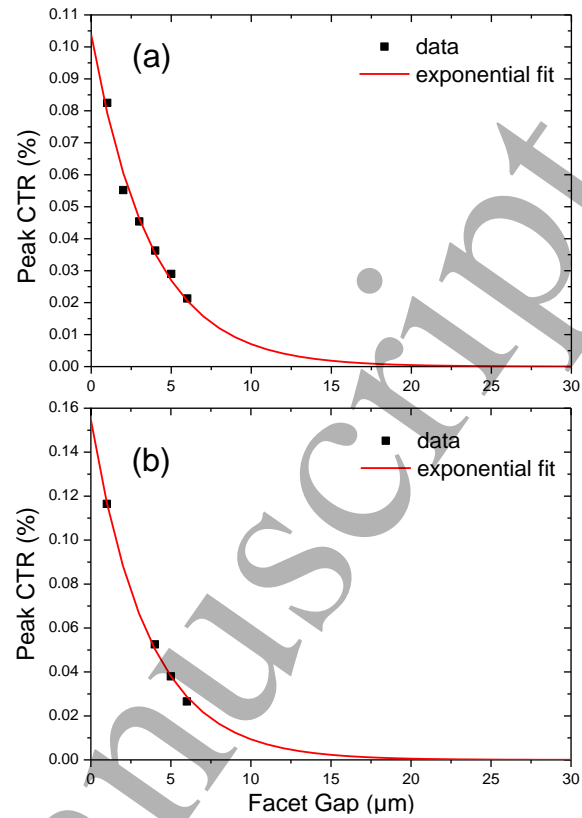 0.11
0.10
0.09
0.08
0.07
0.06
0.05
0.04
0.03
0.02
0.01
0.00
Peak CTR (%)
(a)
data
exponential fit
0 5 10 15 20 25 30
0.16
0.14
0.12
0.10
0.08
0.06
0.04
0.02
0.00
Peak CTR (%)
(b)
data
exponential fit
0 5 10 15 20 25 30
Facet Gap (μm)
nuscript